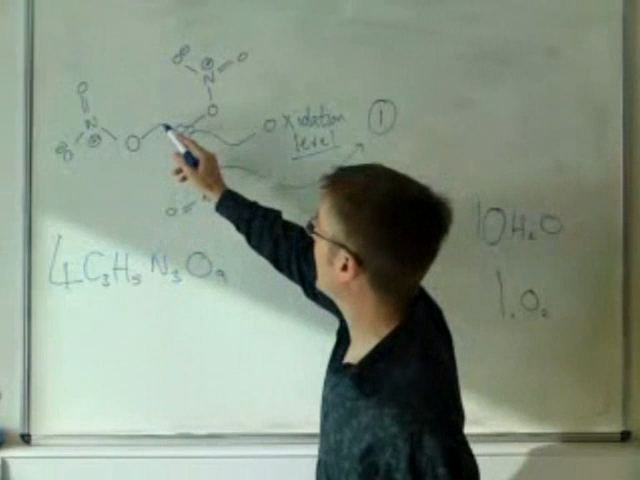 O
N
⊕
O
O
N
⊕
O
O
Oxidation
level
①
O
4C₃H₅N₃O₉
10H₂O
1.O₂